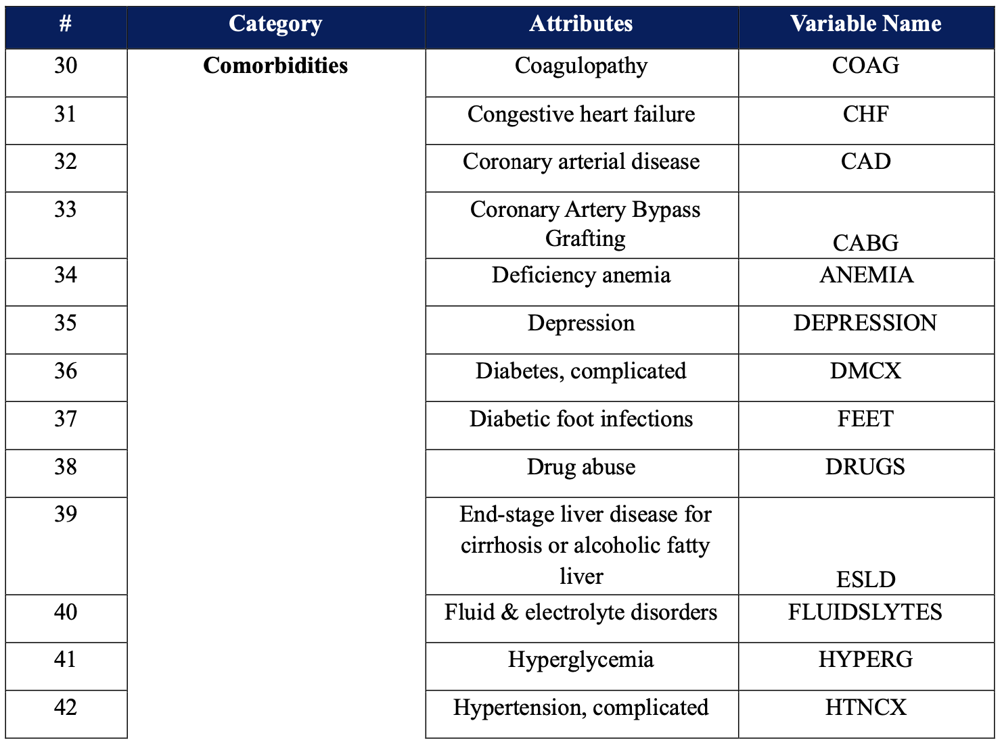 # Category Attributes Variable Name
30 Comorbidities Coagulopathy COAG
31 Congestive heart failure CHF
32 Coronary arterial disease CAD
33 Coronary Artery Bypass
Grafting CABG
34 Deficiency anemia ANEMIA
35 Depression DEPRESSION
36 Diabetes, complicated DMCX
37 Diabetic foot infections FEET
38 Drug abuse DRUGS
39 End-stage liver disease for
cirrhosis or alcoholic fatty
liver ESLD
40 Fluid & electrolyte disorders FLUIDSLYTES
41 Hyperglycemia HYPERG
42 Hypertension, complicated HTNCX